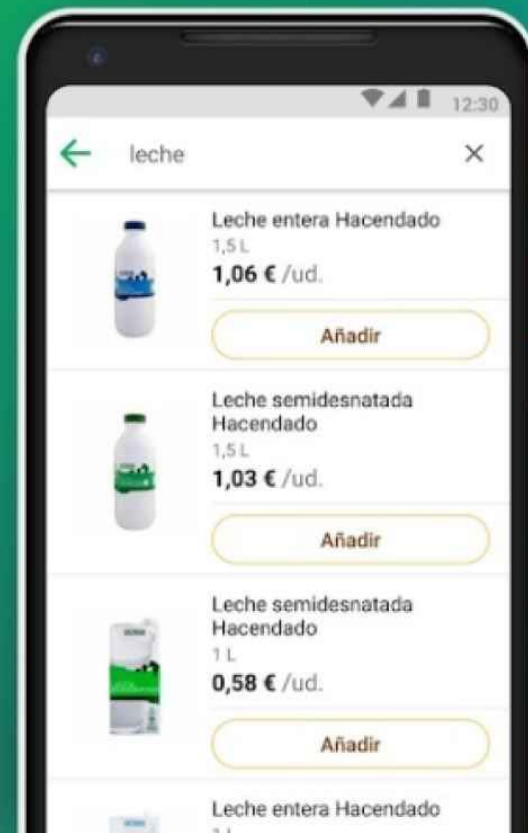 12:30
leche
Leche entera Hacendado
1,5 L
1,06 € /ud.
Añadir
Leche semidesnatada
Hacendado
1,5 L
1,03 € /ud.
Añadir
Leche semidesnatada
Hacendado
1 L
0,58 € /ud.
Añadir
Leche entera Hacendado